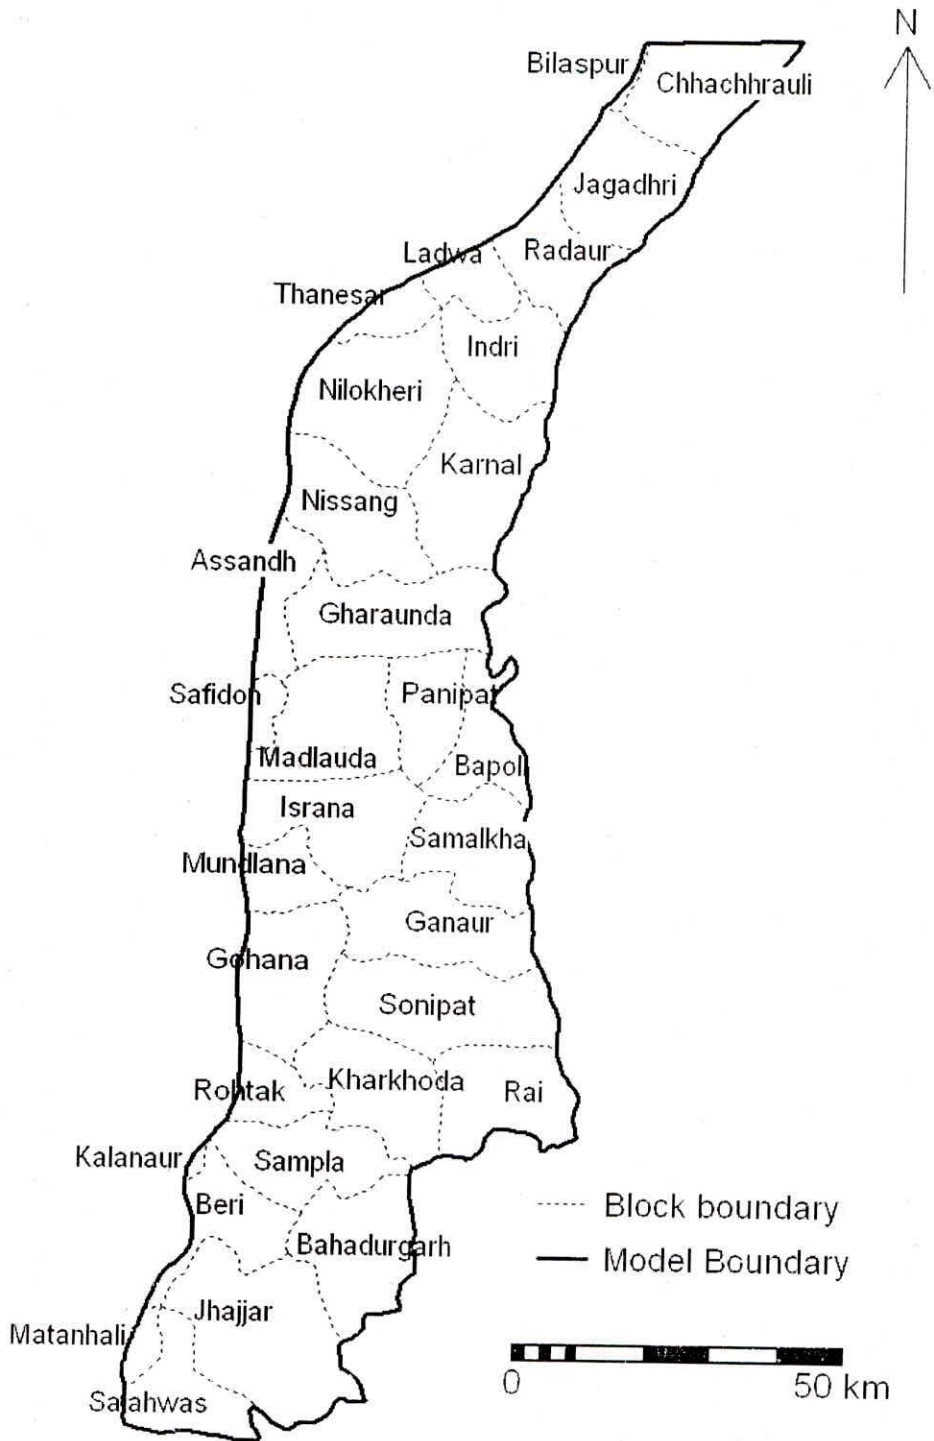 N
Bilaspur
Chhachhrauli
Jagadhri
Ladwa
Radaur
Thanesar
Indri
Nilokheri
Karnal
Nissang
Assandh
Gharaunda
Safidon
Panipat
Madlauda
Bapoli
Israna
Samalkha
Mundlana
Ganaur
Gohana
Sonipat
Rohtak
Kharkhoda
Rai
Kalanaur
Sampla
Beri
Block boundary
Bahadurgarh
Model Boundary
Jhajjar
Matanhali
Salahwas
0
50 km